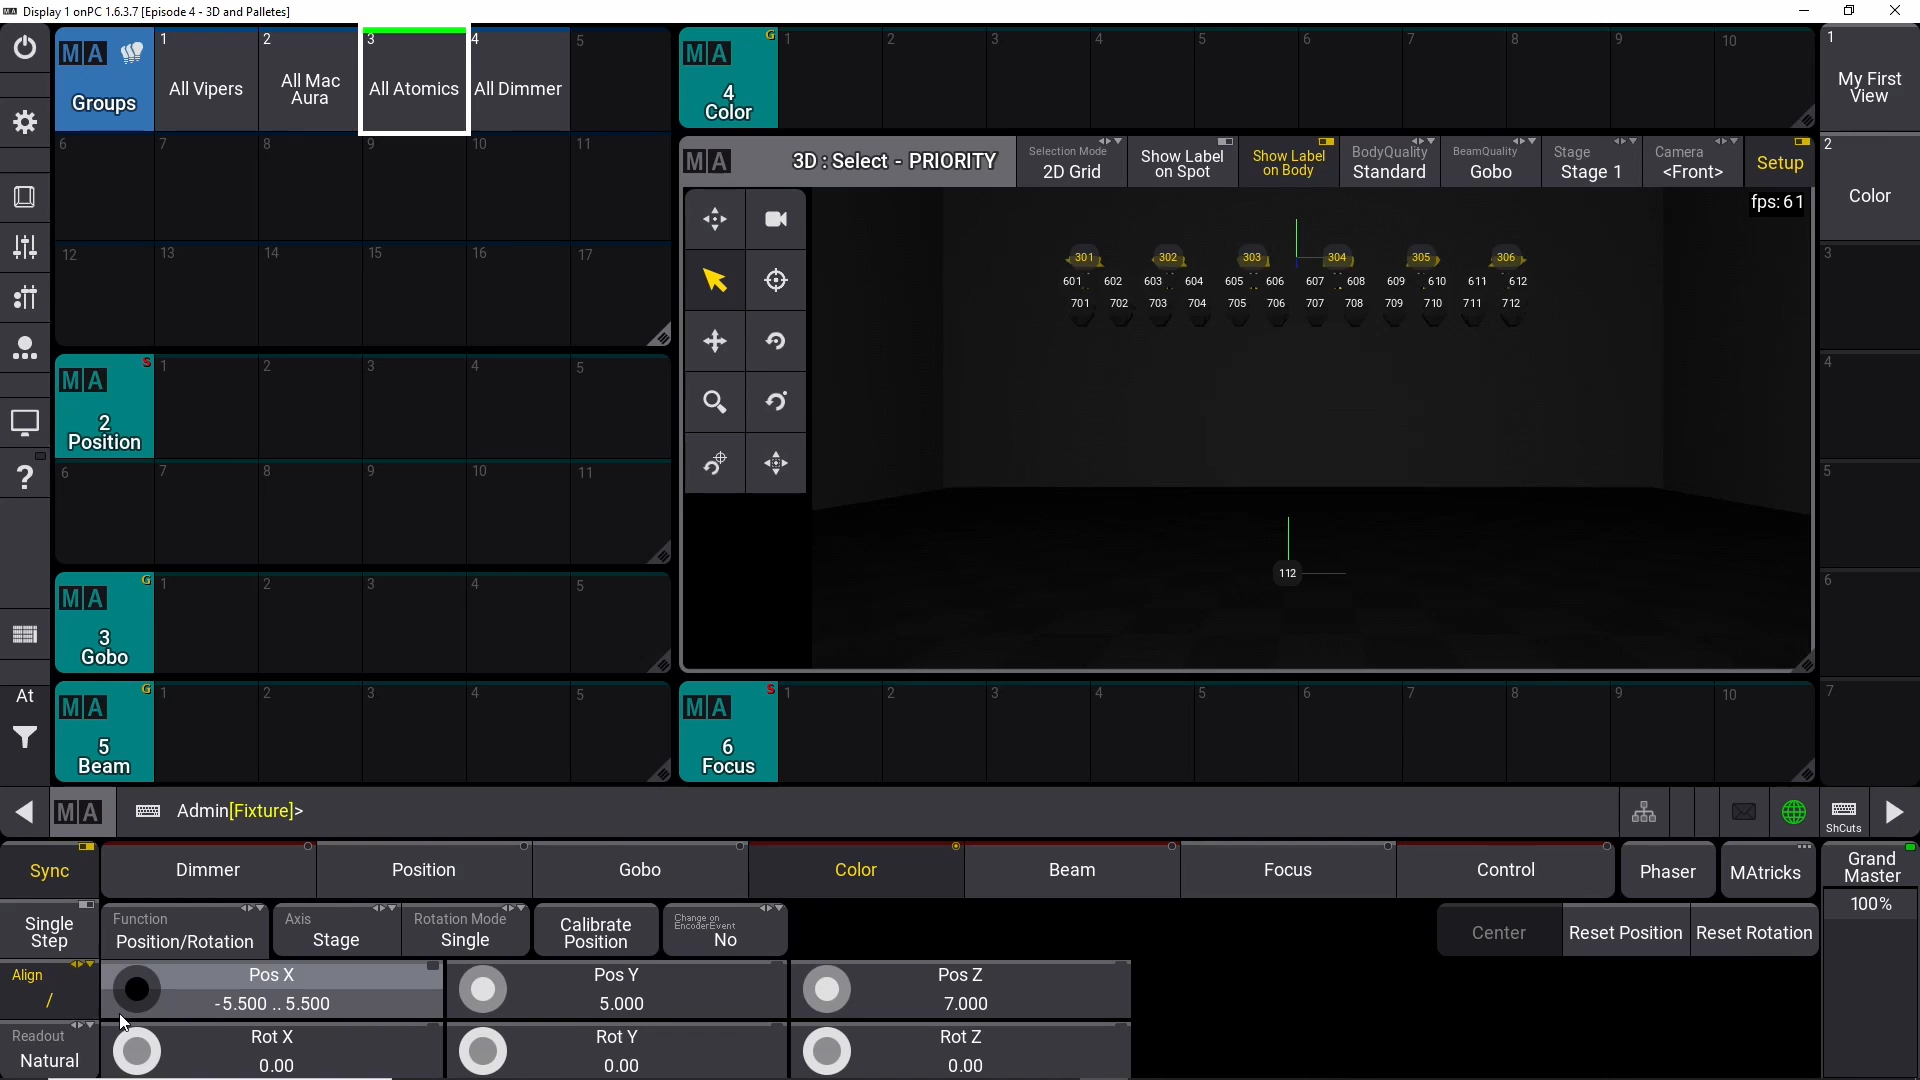 Display 1 onPC 1.6.3.7 [Episode 4 - 3D and Palletes]
MA
Groups
1
All Vipers
2
All Mac
Aura
3
All Atomics
4
All Dimmer
5
6 7 8 9 10 11
12 13 14 15 16 17
MA
G
4
Color
1 2 3 4 5 6 7 8 9 10
1
My First
View
2
Color
3
4
5
6
7
MA
3D : Select - PRIORITY
Selection Mode
2D Grid
Show Label
on Spot
Show Label
on Body
BodyQuality
Standard
BeamQuality
Gobo
Stage
Stage 1
Camera
<Front>
Setup
fps: 61
301 302 303 304 305 306
601 602 603 604 605 606 607 608 609 610 611 612
701 702 703 704 705 706 707 708 709 710 711 712
112
MA
S
2
Position
1 2 3 4 5
6 7 8 9 10 11
MA
G
3
Gobo
1 2 3 4 5
MA
G
5
Beam
1 2 3 4 5
MA
S
6
Focus
1 2 3 4 5 6 7 8 9 10
?
At
MA
Admin[Fixture]>
ShCuts
Sync
Dimmer
Position
Gobo
Color
Beam
Focus
Control
Phaser
MAtricks
Grand
Master
100%
Single
Step
Function
Position/Rotation
Axis
Stage
Rotation Mode
Single
Calibrate
Position
Change on
EncoderEvent
No
Center
Reset Position
Reset Rotation
Align
/
Pos X
-5.500 .. 5.500
Pos Y
5.000
Pos Z
7.000
Readout
Natural
Rot X
0.00
Rot Y
0.00
Rot Z
0.00